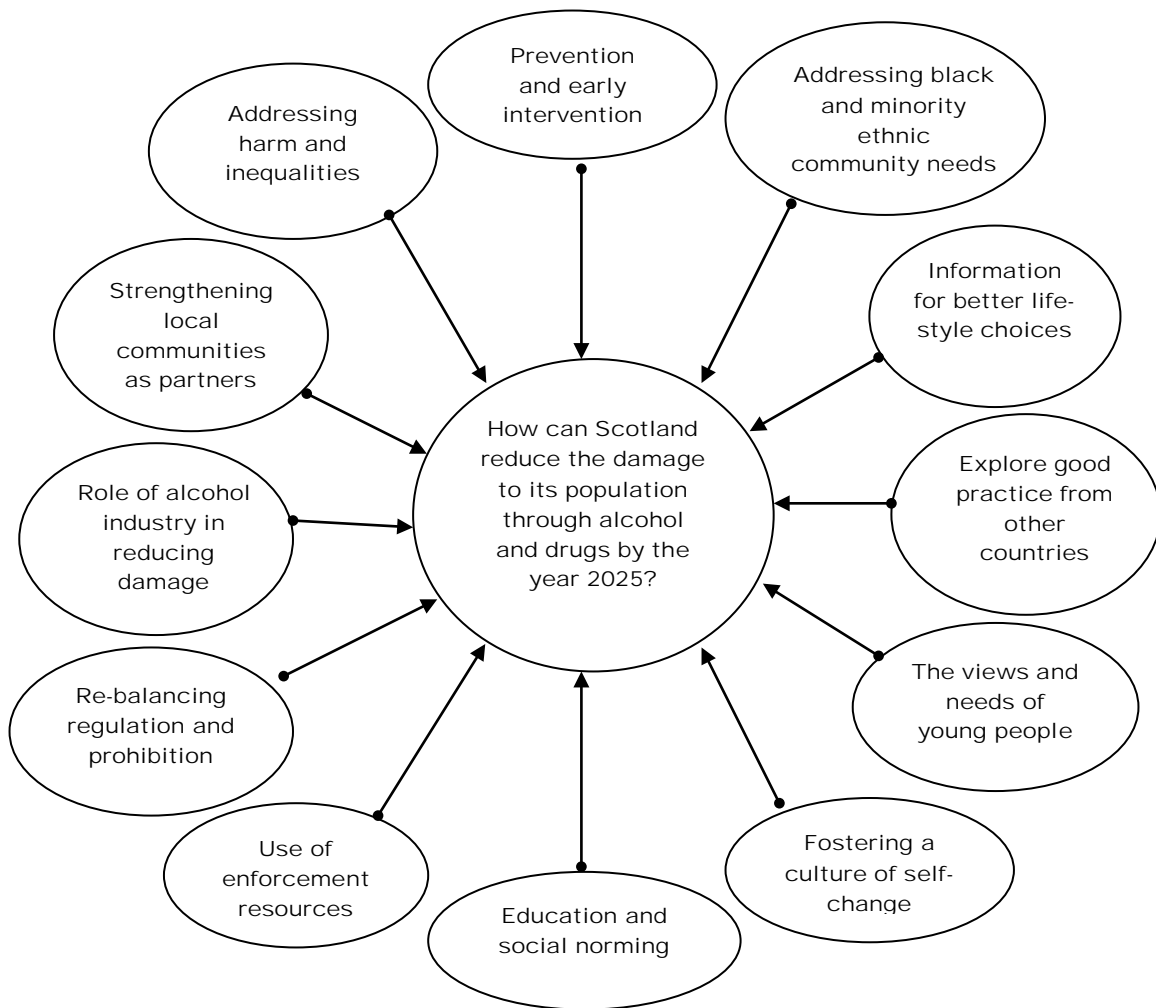 Prevention
and early
intervention
Addressing black
and minority
ethnic
community needs
Addressing
harm and
inequalities
Information
for better life-
style choices
Strengthening
local
communities
as partners
How can Scotland
reduce the damage
to its population
through alcohol
and drugs by the
year 2025?
Explore good
practice from
other
countries
Role of alcohol
industry in
reducing
damage
The views and
needs of
young people
Re-balancing
regulation and
prohibition
Fostering a
culture of self-
change
Use of
enforcement
resources
Education and
social norming